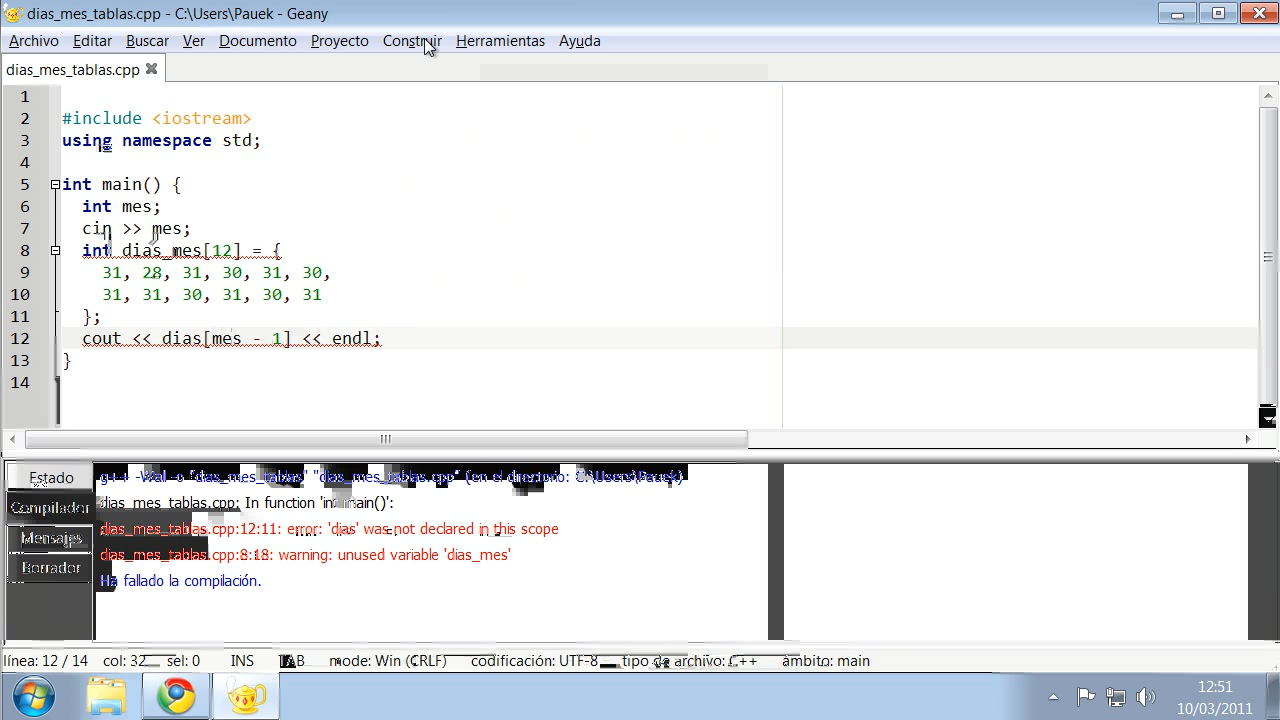 dias_mes_tablas.cpp - C:\Users\Pauek - Geany
Archivo Editar Buscar Ver Documento Proyecto Construir Herramientas Ayuda
dias_mes_tablas.cpp
1
2 #include <iostream>
3 using namespace std;
4
5 int main() {
6 int mes;
7 cin >> mes;
8 int dias_mes[12] = {
9 31, 28, 31, 30, 31, 30,
10 31, 31, 30, 31, 30, 31
11 };
12 cout << dias[mes - 1] << endl;
13 }
14
Estado
Compilador
Mensajes
Borrador
g++ -Wall -o "dias_mes_tablas" "dias_mes_tablas.cpp" (en el directorio: C:\Users\Pauek)
dias_mes_tablas.cpp: In function 'int main()':
dias_mes_tablas.cpp:12:11: error: 'dias' was not declared in this scope
dias_mes_tablas.cpp:8:18: warning: unused variable 'dias_mes'
Ha fallado la compilación.
línea: 12 / 14 col: 32 sel: 0 INS TAB mode: Win (CRLF) codificación: UTF-8 tipo de archivo: C++ ámbito: main
12:51
10/03/2011